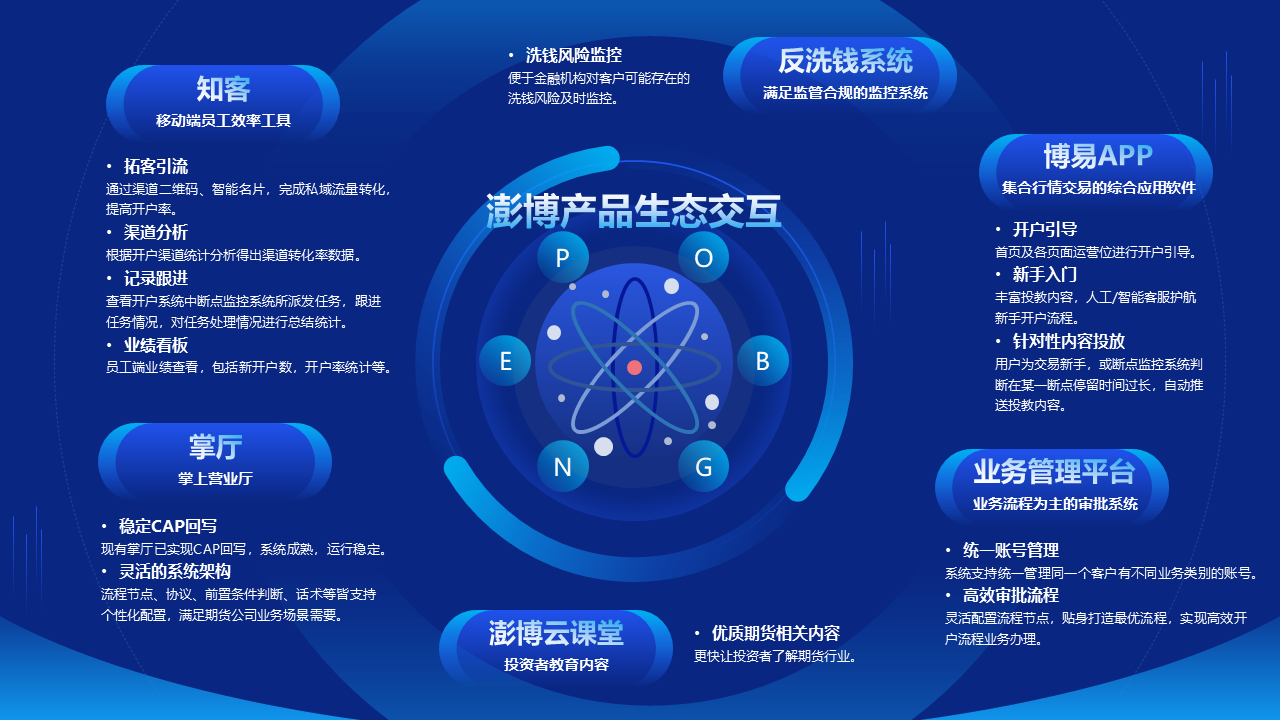 知客
移动端员工效率工具
• 拓客引流
通过渠道二维码、智能名片，完成私域流量转化，
提高开户率。
• 渠道分析
根据开户渠道统计分析得出渠道转化率数据。
• 记录跟进
查看开户系统中断点监控系统所派发任务，跟进
任务情况，对任务处理情况进行总结统计。
• 业绩看板
员工端业绩查看，包括新开户数，开户率统计等。
掌厅
掌上营业厅
• 稳定CAP回写
现有掌厅已实现CAP回写，系统成熟，运行稳定。
• 灵活的系统架构
流程节点、协议、前置条件判断、话术等皆支持
个性化配置，满足期货公司业务场景需要。
• 洗钱风险监控
便于金融机构对客户可能存在的
洗钱风险及时监控。
反洗钱系统
满足监管合规的监控系统
澎博产品生态交互
P
O
E
B
N
G
澎博云课堂
投资者教育内容
• 优质期货相关内容
更快让投资者了解期货行业。
博易APP
集合行情交易的综合应用软件
• 开户引导
首页及各页面运营位进行开户引导。
• 新手入门
丰富投教内容，人工/智能客服护航
新手开户流程。
• 针对性内容投放
用户为交易新手，或断点监控系统判
断在某一断点停留时间过长，自动推
送投教内容。
业务管理平台
业务流程为主的审批系统
• 统一账号管理
系统支持统一管理同一个客户有不同业务类别的账号。
• 高效审批流程
灵活配置流程节点，贴身打造最优流程，实现高效开
户流程业务办理。